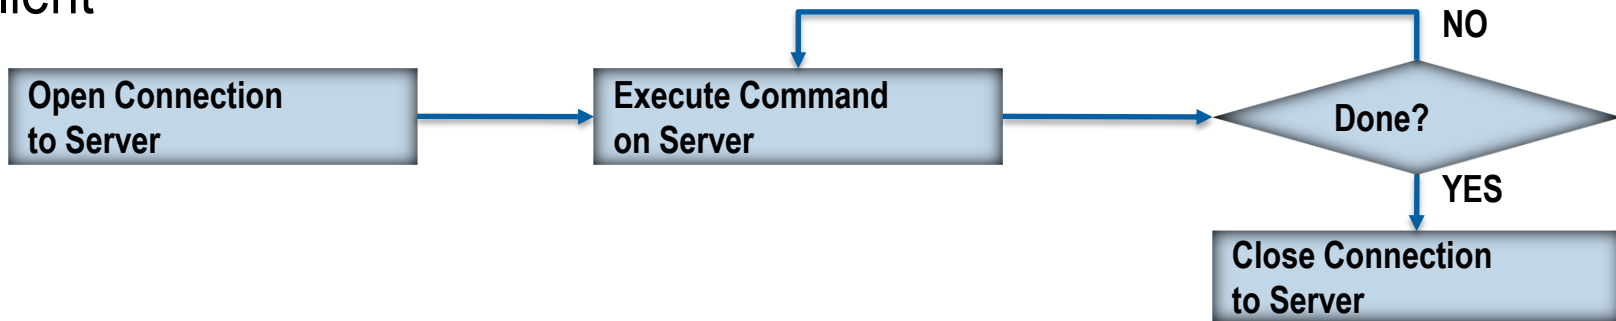 NO
Open Connection
to Server
Execute Command
on Server
Done?
YES
Close Connection
to Server